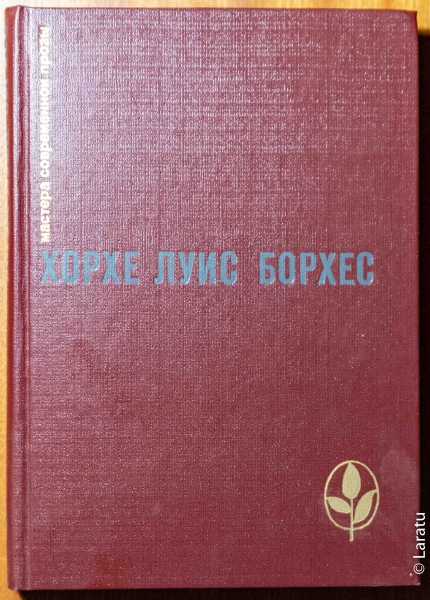 мастера современной прозы
ХОРХЕ ЛУИС БОРХЕС
© Laratu